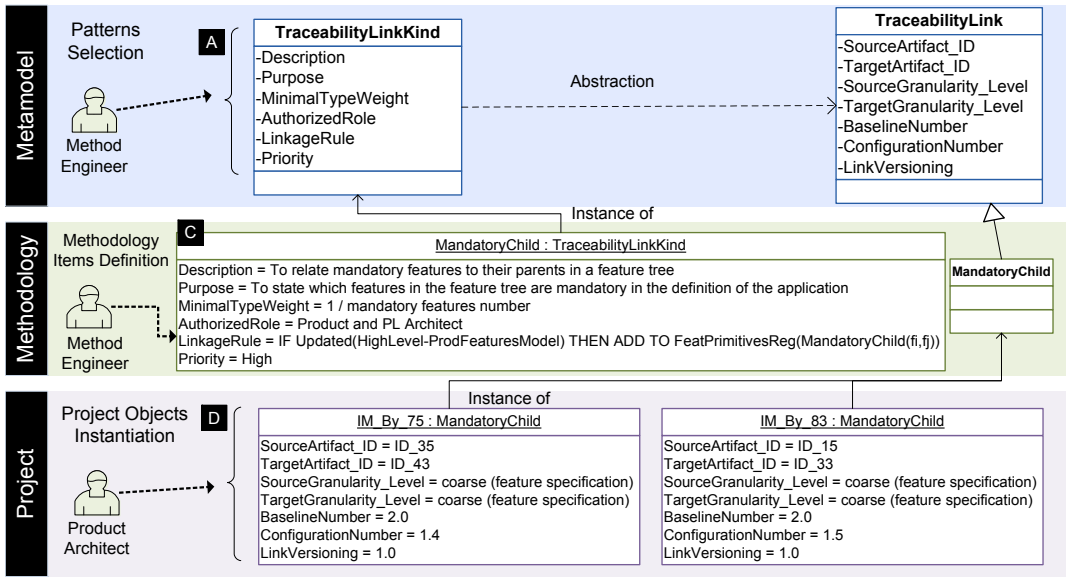 Metamodel
Patterns
Selection
A
Method
Engineer
TraceabilityLinkKind
-Description
-Purpose
-MinimalTypeWeight
-AuthorizedRole
-LinkageRule
-Priority
Abstraction
TraceabilityLink
-SourceArtifact_ID
-TargetArtifact_ID
-SourceGranularity_Level
-TargetGranularity_Level
-BaselineNumber
-ConfigurationNumber
-LinkVersioning
Instance of
Methodology
Methodology
Items Definition
C
Method
Engineer
MandatoryChild : TraceabilityLinkKind
Description = To relate mandatory features to their parents in a feature tree
Purpose = To state which features in the feature tree are mandatory in the definition of the application
MinimalTypeWeight = 1 / mandatory features number
AuthorizedRole = Product and PL Architect
LinkageRule = IF Updated(HighLevel-ProdFeaturesModel) THEN ADD TO FeatPrimitivesReg(MandatoryChild(fi,fj))
Priority = High
MandatoryChild
Instance of
Project
Project Objects
Instantiation
D
Product
Architect
IM_By_75 : MandatoryChild
SourceArtifact_ID = ID_35
TargetArtifact_ID = ID_43
SourceGranularity_Level = coarse (feature specification)
TargetGranularity_Level = coarse (feature specification)
BaselineNumber = 2.0
ConfigurationNumber = 1.4
LinkVersioning = 1.0
IM_By_83 : MandatoryChild
SourceArtifact_ID = ID_15
TargetArtifact_ID = ID_33
SourceGranularity_Level = coarse (feature specification)
TargetGranularity_Level = coarse (feature specification)
BaselineNumber = 2.0
ConfigurationNumber = 1.5
LinkVersioning = 1.0